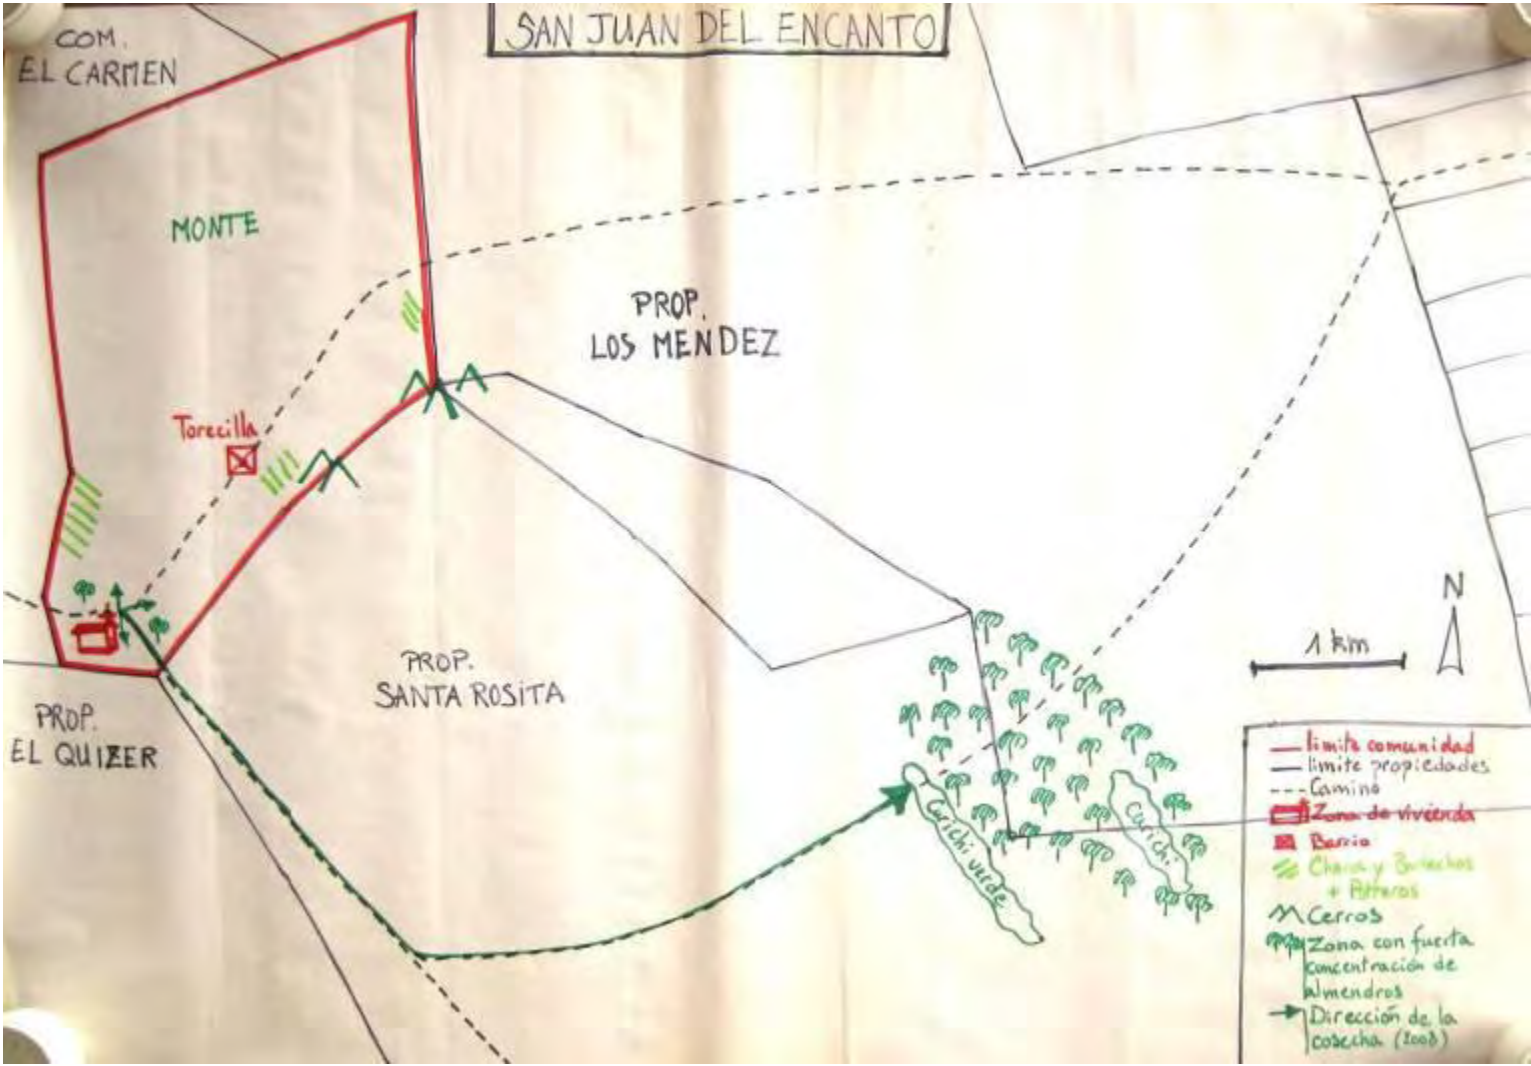 SAN JUAN DEL ENCANTO
COM.
EL CARMEN
MONTE
PROP.
LOS MENDEZ
Torecilla
PROP.
SANTA ROSITA
PROP.
EL QUIZER
Curichi verde
Curichi
1 km
N
limite comunidad
limite propiedades
Camino
Zona de vivienda
Barrio
Chaco y Barbechos
+ Potreros
Cerros
Zona con fuerta
concentración de
almendros
Dirección de la
cosecha (2008)